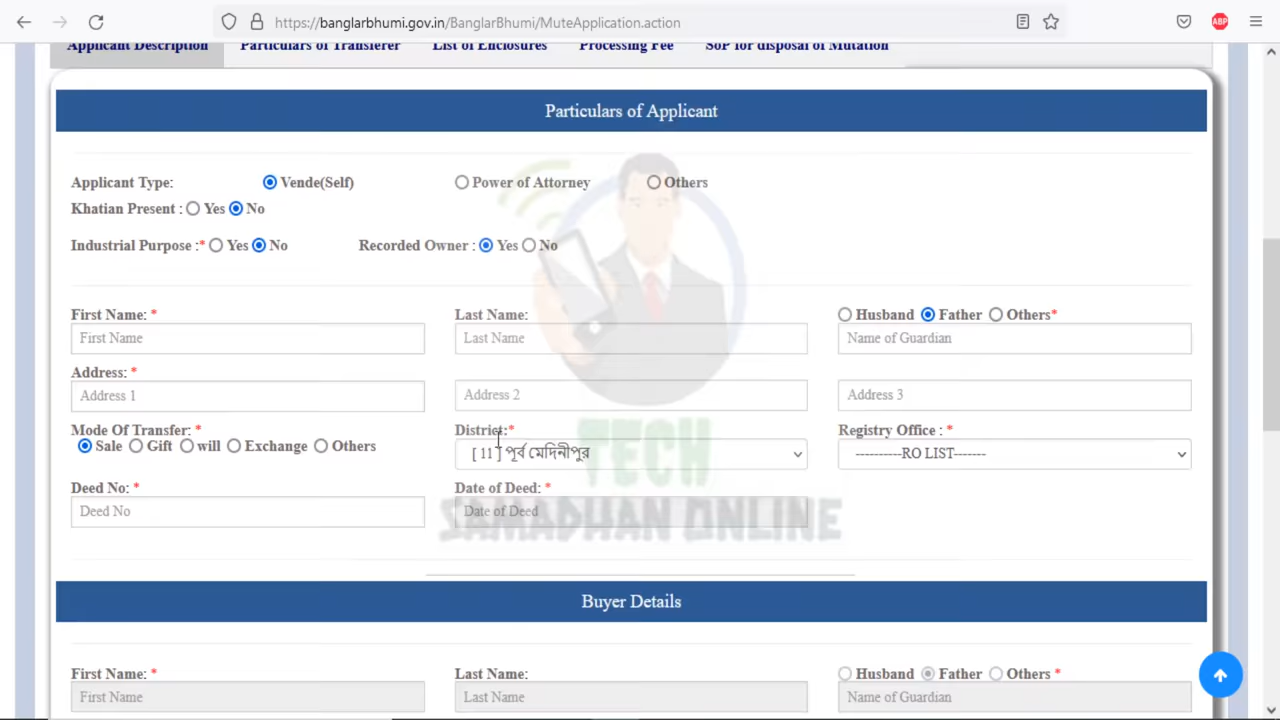 https://banglarbhumi.gov.in/BanglarBhumi/MuteApplication.action
ABP
Applicant Description Particulars of Transferer List of Enclosures Processing Fee SoP for disposal of Mutation
Particulars of Applicant
Applicant Type: Vende(Self) Power of Attorney Others
Khatian Present : Yes No
Industrial Purpose :* Yes No Recorded Owner : Yes No
First Name: * Last Name: Husband Father Others*
First Name Last Name Name of Guardian
Address: *
Address 1 Address 2 Address 3
Mode Of Transfer: * District:* Registry Office : *
Sale Gift will Exchange Others [ 11 ] পূর্ব মেদিনীপুর ----------RO LIST-------
Deed No: * Date of Deed: *
Deed No Date of Deed
TECH
SAMADHAN ONLINE
Buyer Details
First Name: * Last Name: Husband Father Others *
First Name Last Name Name of Guardian